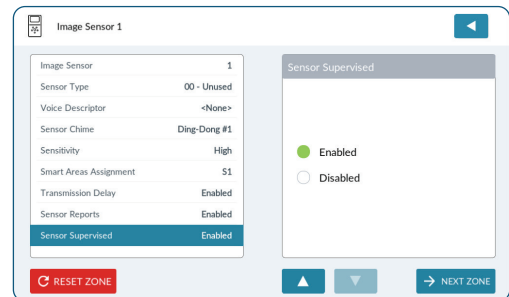 Image Sensor 1
Image Sensor 1
Sensor Type 00 - Unused
Voice Descriptor <None>
Sensor Chime Ding-Dong #1
Sensitivity High
Smart Areas Assignment S1
Transmission Delay Enabled
Sensor Reports Enabled
Sensor Supervised Enabled
Sensor Supervised
Enabled
Disabled
RESET ZONE
NEXT ZONE